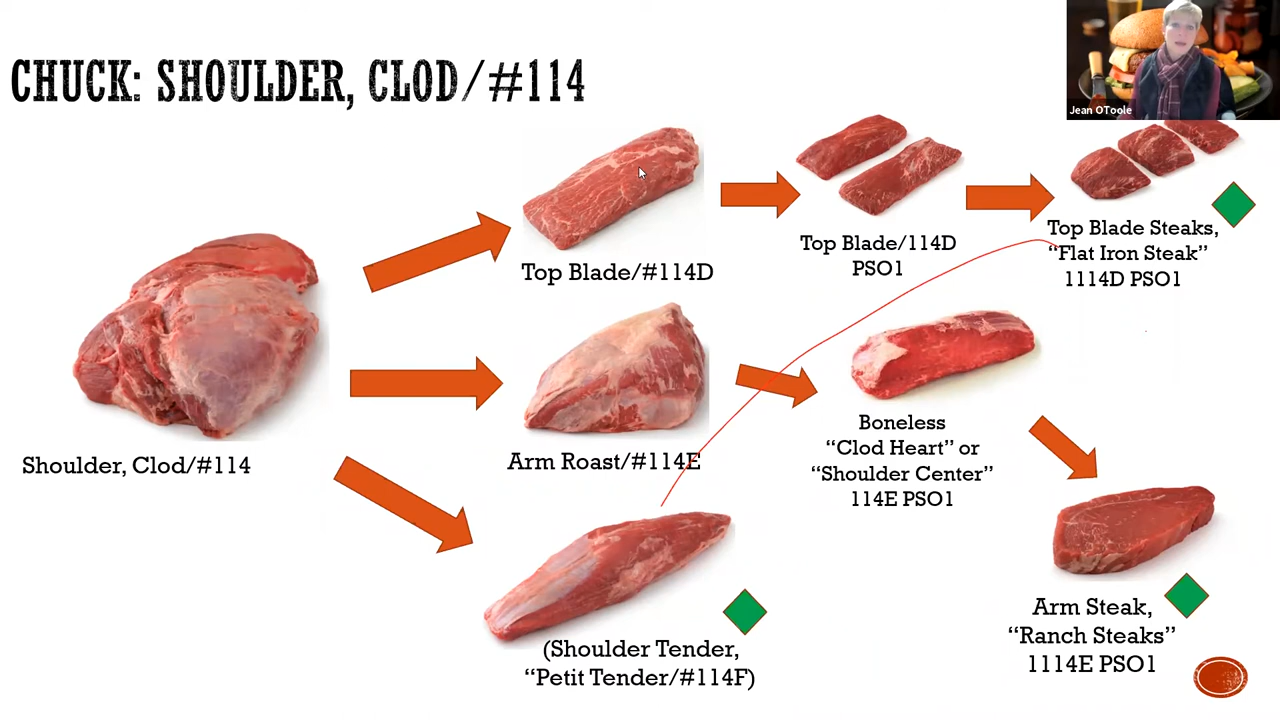 CHUCK: SHOULDER, CLOD/#114
Jean OToole
Top Blade/#114D
Top Blade/114D
PSO1
Top Blade Steaks,
“Flat Iron Steak”
1114D PSO1
Shoulder, Clod/#114
Arm Roast/#114E
Boneless
“Clod Heart” or
“Shoulder Center”
114E PSO1
(Shoulder Tender,
“Petit Tender/#114F)
Arm Steak,
“Ranch Steaks”
1114E PSO1